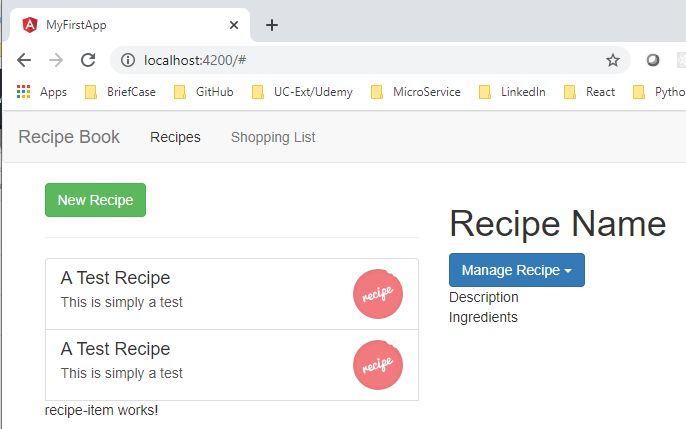 MyFirstApp
localhost:4200/#
Apps BriefCase GitHub UC-Ext/Udemy MicroService LinkedIn React Pytho
Recipe Book Recipes Shopping List
New Recipe
A Test Recipe
This is simply a test
recipe
A Test Recipe
This is simply a test
recipe
recipe-item works!
Recipe Name
Manage Recipe
Description
Ingredients